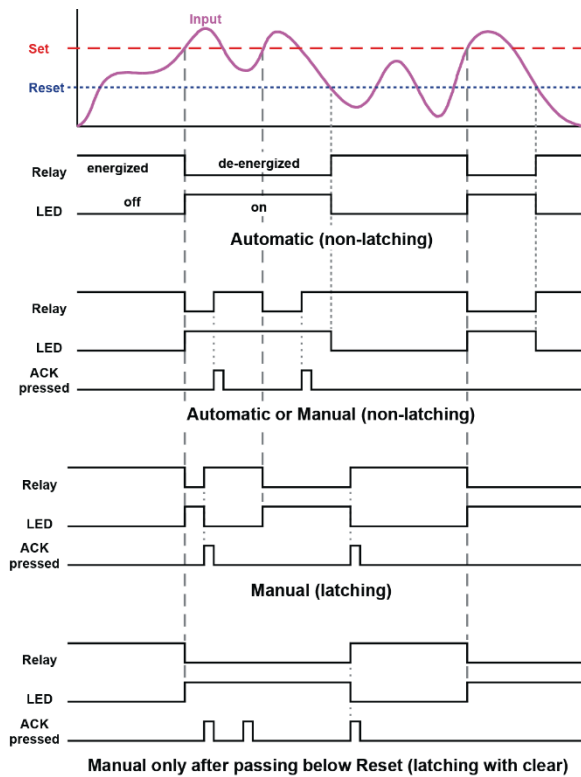 Input
Set
Reset
energized
de-energized
Relay
LED
off
on
Automatic (non-latching)
Relay
LED
ACK
pressed
Automatic or Manual (non-latching)
Relay
LED
ACK
pressed
Manual (latching)
Relay
LED
ACK
pressed
Manual only after passing below Reset (latching with clear)